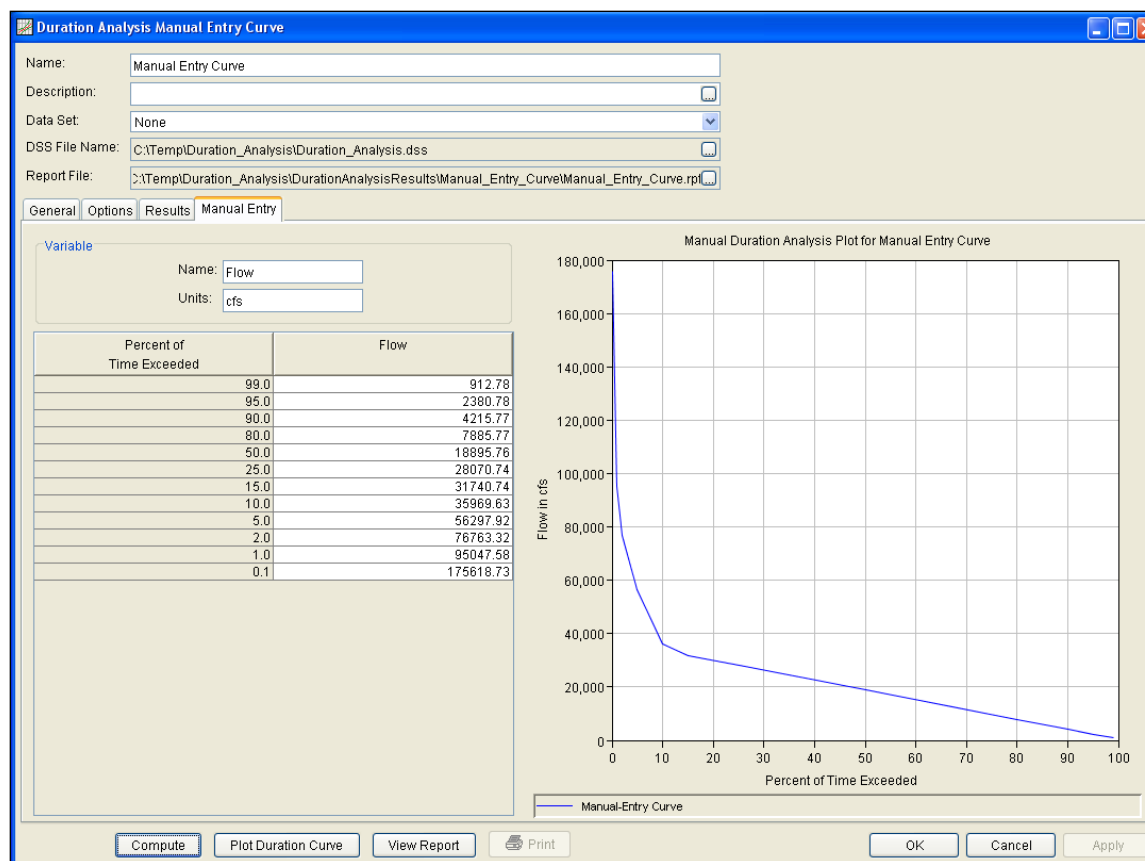 Duration Analysis Manual Entry Curve
Name: Manual Entry Curve
Description: ...
Data Set: None
DSS File Name: C:\Temp\Duration_Analysis\Duration_Analysis.dss ...
Report File: C:\Temp\Duration_Analysis\DurationAnalysisResults\Manual_Entry_Curve\Manual_Entry_Curve.rpt ...
General Options Results Manual Entry
Variable
Name: Flow
Units: cfs
Percent of
Time Exceeded
Flow
99.0 912.78
95.0 2380.78
90.0 4215.77
80.0 7885.77
50.0 18895.76
25.0 28070.74
15.0 31740.74
10.0 35969.63
5.0 56297.92
2.0 76763.32
1.0 95047.58
0.1 175618.73
Manual Duration Analysis Plot for Manual Entry Curve
180,000
160,000
140,000
120,000
100,000
80,000
60,000
40,000
20,000
0
Flow in cfs
0 10 20 30 40 50 60 70 80 90 100
Percent of Time Exceeded
Manual-Entry Curve
Compute Plot Duration Curve View Report Print OK Cancel Apply